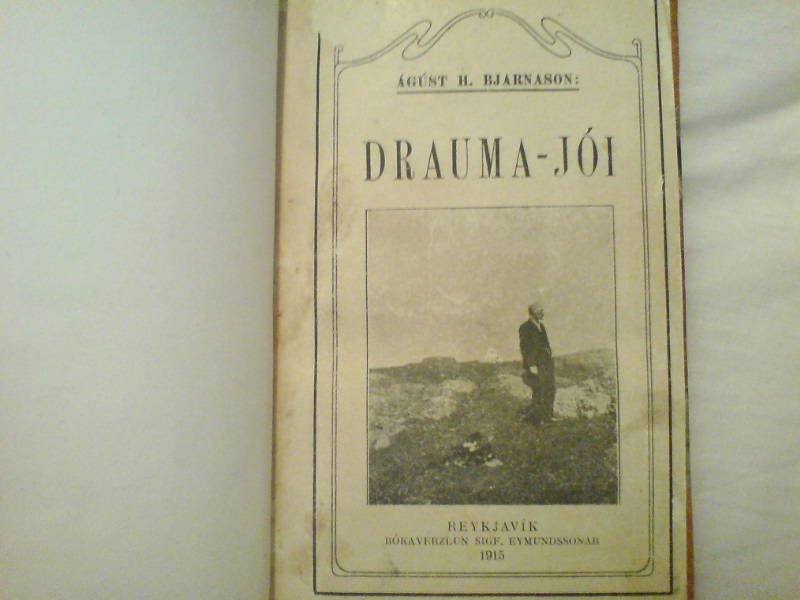 ÁGÚST H. BJARNASON:
DRAUMA-JÓI
REYKJAVÍK
BÓKAVERZLUN SIGF. EYMUNDSSONAR
1915